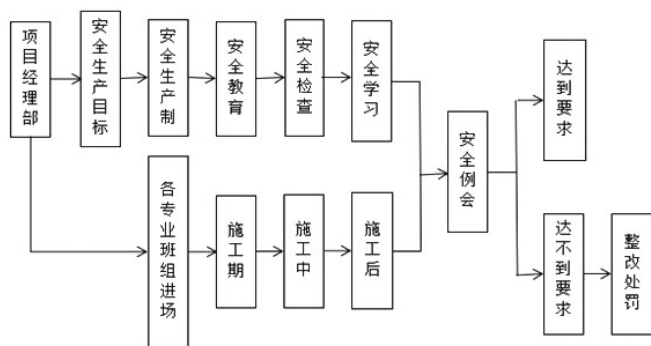 项目经理部
安全生产目标
安全生产制
安全教育
安全检查
安全学习
各专业班组进场
施工期
施工中
施工后
安全例会
达到要求
达不到要求
整改处罚